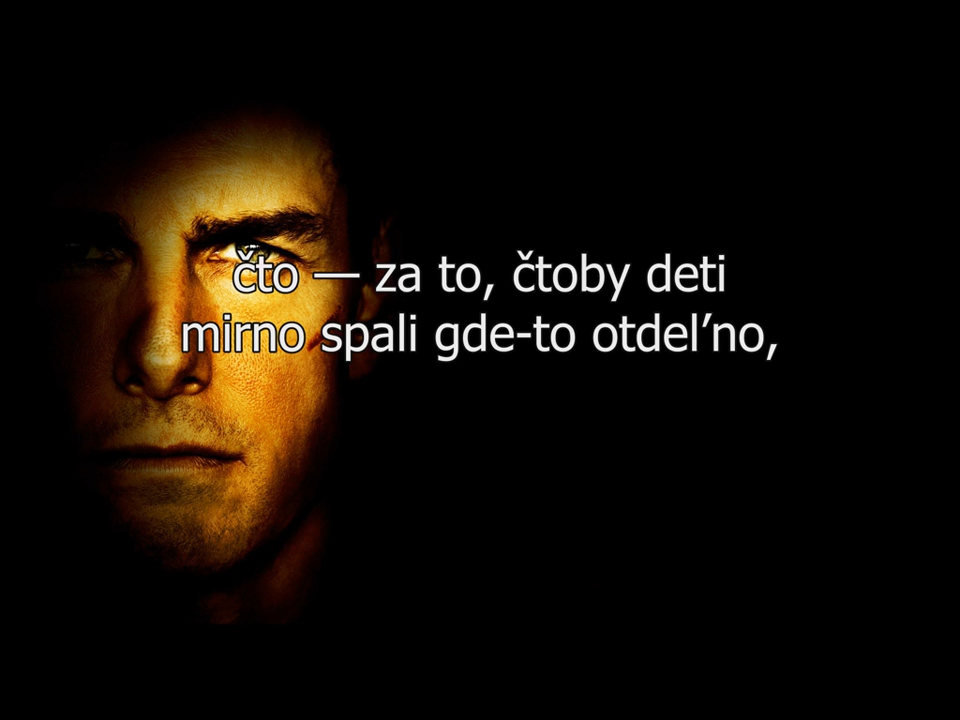 čto — za to, čtoby deti
mirno spali gde-to otdel’no,